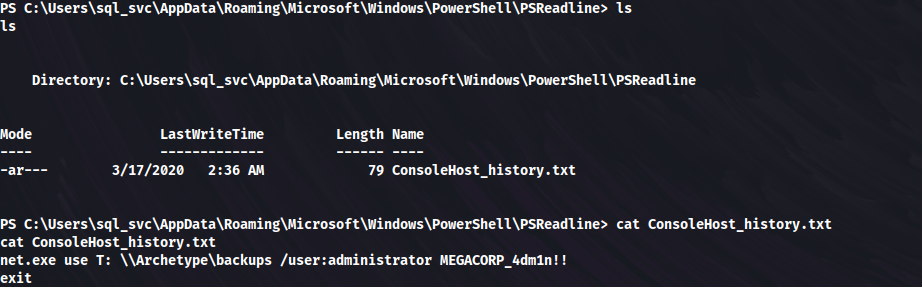 PS C:\Users\sql_svc\AppData\Roaming\Microsoft\Windows\PowerShell\PSReadline> ls
ls
Directory: C:\Users\sql_svc\AppData\Roaming\Microsoft\Windows\PowerShell\PSReadline
Mode LastWriteTime Length Name
---- ------------- ------ ----
-ar--- 3/17/2020 2:36 AM 79 ConsoleHost_history.txt
PS C:\Users\sql_svc\AppData\Roaming\Microsoft\Windows\PowerShell\PSReadline> cat ConsoleHost_history.txt
cat ConsoleHost_history.txt
net.exe use T: \\Archetype\backups /user:administrator MEGACORP_4dm1n!!
exit